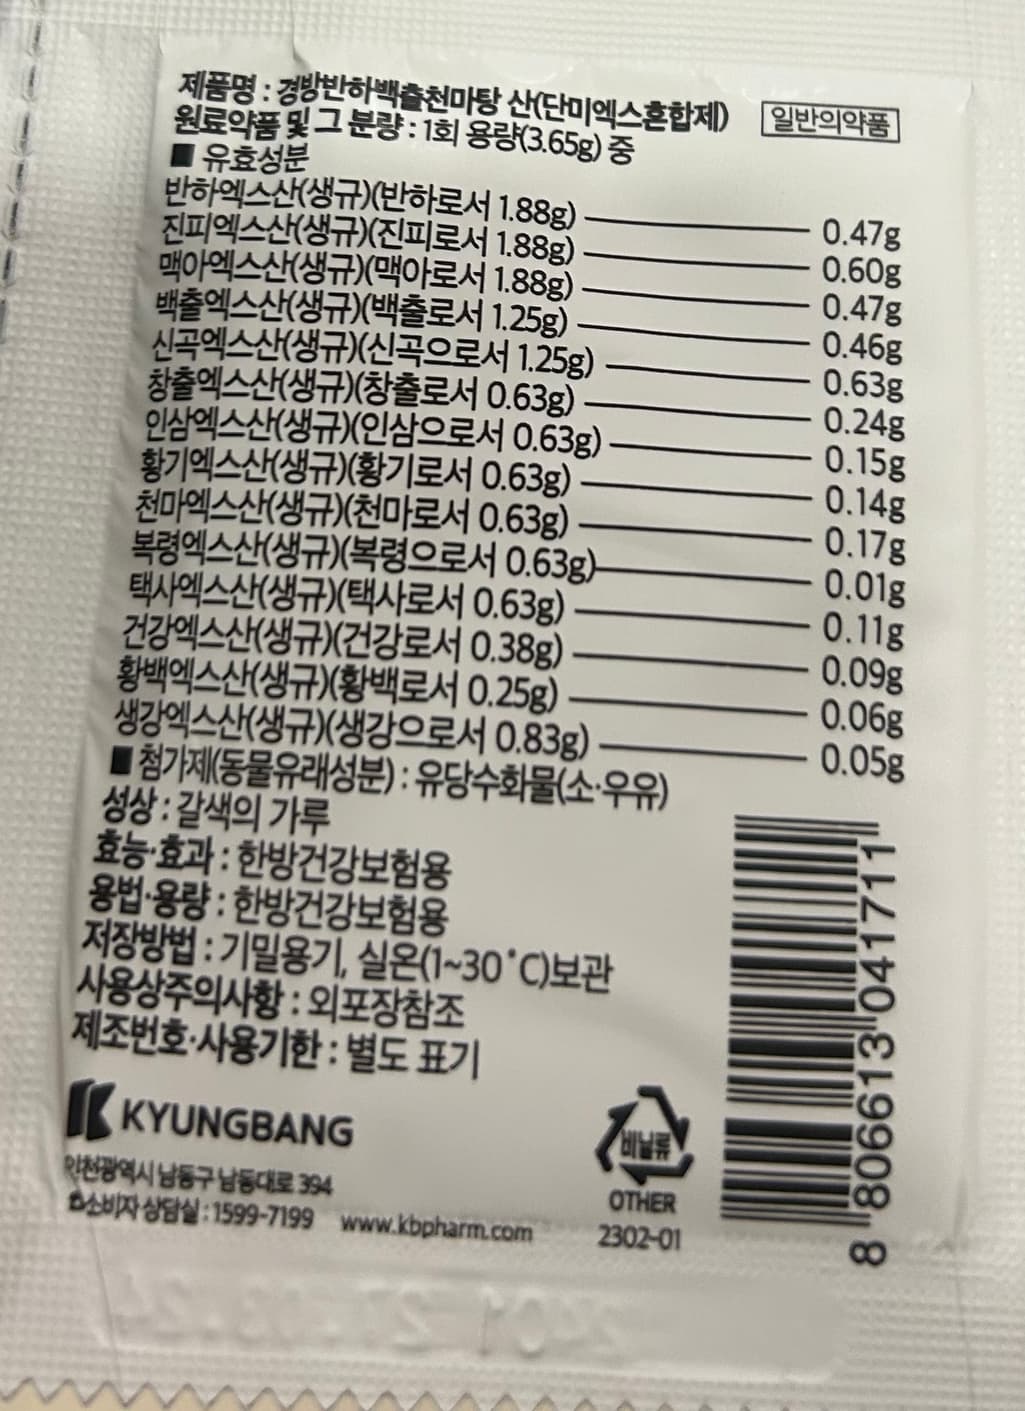 제품명 : 경방반하백출천마탕 산(단미엑스혼합제) 일반의약품
원료약품 및 그 분량 : 1회 용량(3.65g) 중
■ 유효성분
반하엑스산(생규)(반하로서 1.88g) 0.47g
진피엑스산(생규)(진피로서 1.88g) 0.60g
맥아엑스산(생규)(맥아로서 1.88g) 0.47g
백출엑스산(생규)(백출로서 1.25g) 0.46g
신곡엑스산(생규)(신곡으로서 1.25g) 0.63g
창출엑스산(생규)(창출로서 0.63g) 0.24g
인삼엑스산(생규)(인삼으로서 0.63g) 0.15g
황기엑스산(생규)(황기로서 0.63g) 0.14g
천마엑스산(생규)(천마로서 0.63g) 0.17g
복령엑스산(생규)(복령으로서 0.63g) 0.01g
택사엑스산(생규)(택사로서 0.63g) 0.11g
건강엑스산(생규)(건강로서 0.38g) 0.09g
황백엑스산(생규)(황백로서 0.25g) 0.06g
생강엑스산(생규)(생강으로서 0.83g) 0.05g
■ 첨가제(동물유래성분) : 유당수화물(소·우유)
성상 : 갈색의 가루
효능·효과 : 한방건강보험용
용법·용량 : 한방건강보험용
저장방법 : 기밀용기, 실온(1~30˚C)보관
사용상주의사항 : 외포장참조
제조번호·사용기한 : 별도 표기
KYUNGBANG
인천광역시 남동구 남동대로 394
소비자 상담실 : 1599-7199 www.kbpharm.com
비닐류
OTHER
2302-01
8 806613 041711